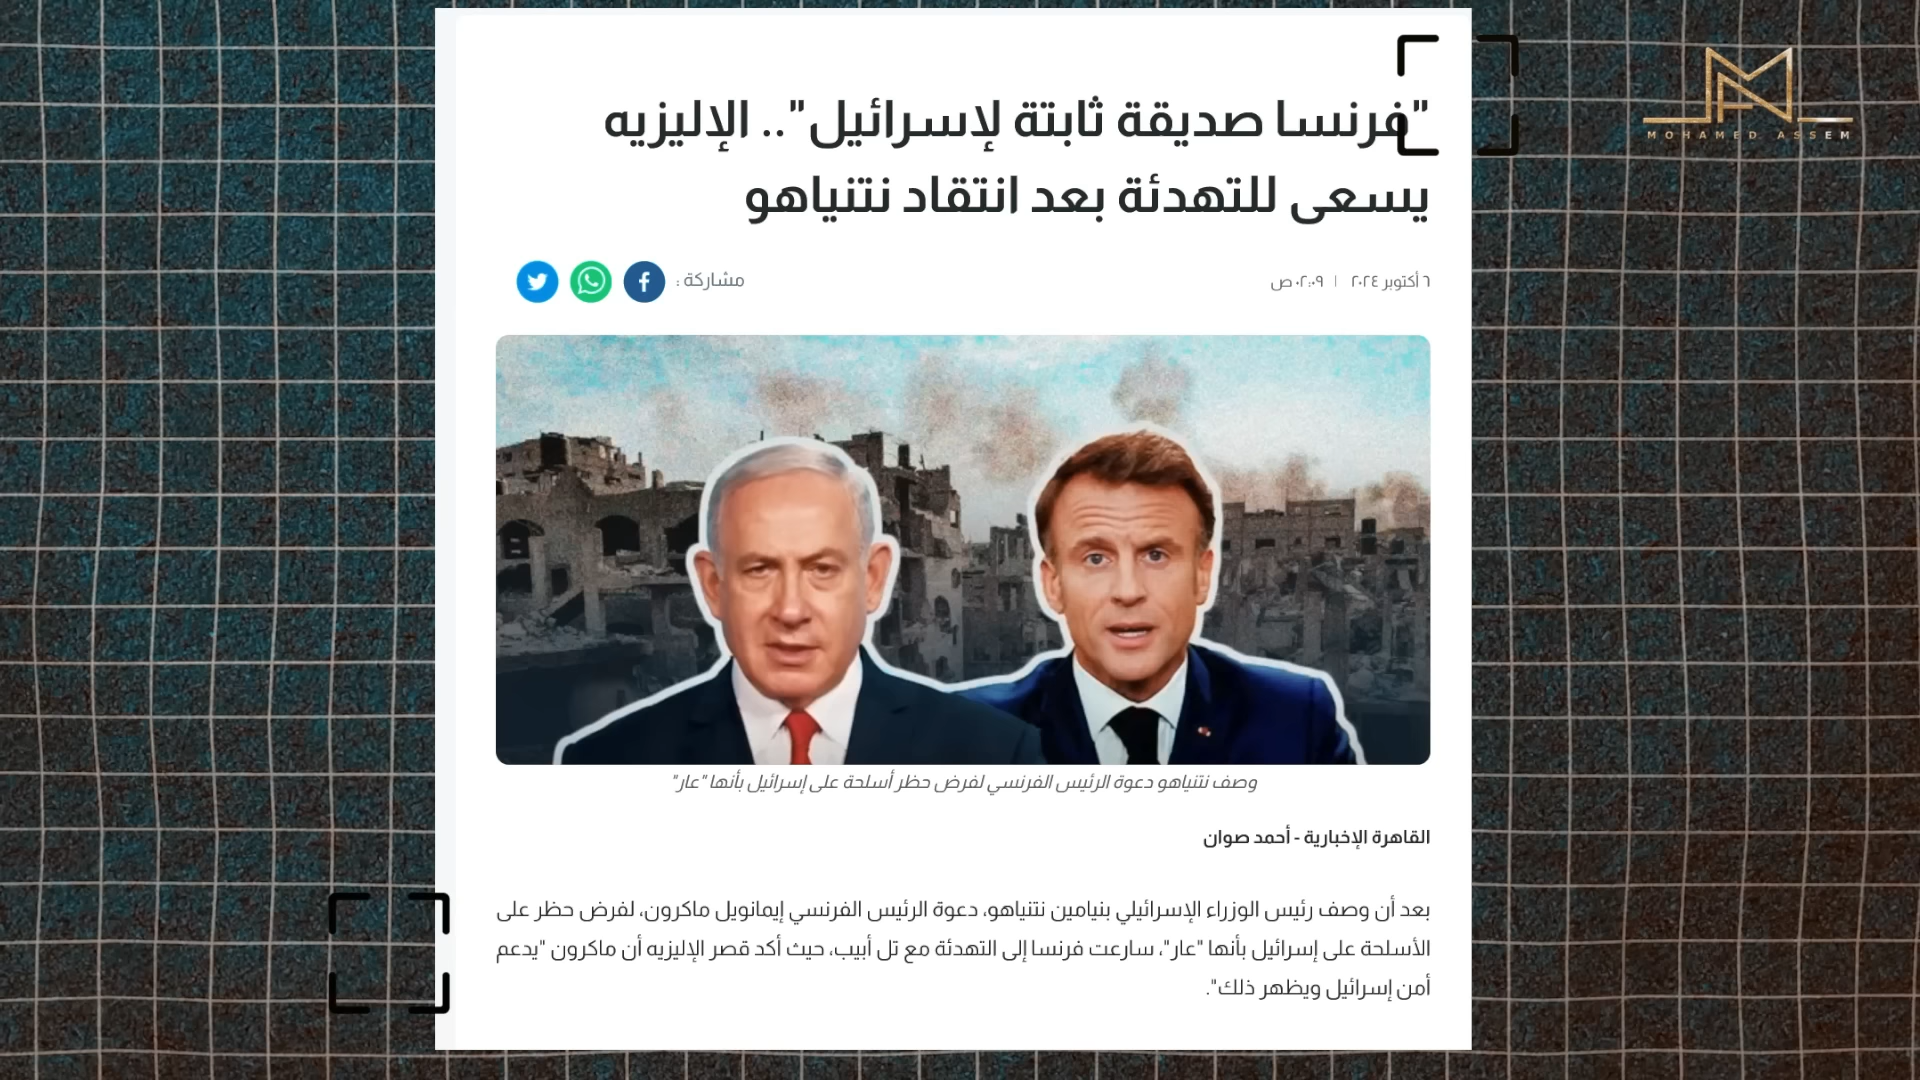 "فرنسا صديقة ثابتة لإسرائيل".. الإليزيه
يسعى للتهدئة بعد انتقاد نتنياهو
٦ أكتوبر ٢٠٢٤ | ٠٢:٠٩ ص
مشاركة :
وصف نتنياهو دعوة الرئيس الفرنسي لفرض حظر أسلحة على إسرائيل بأنها "عار"
القاهرة الإخبارية - أحمد صوان
بعد أن وصف رئيس الوزراء الإسرائيلي بنيامين نتنياهو، دعوة الرئيس الفرنسي إيمانويل ماكرون، لفرض حظر على
الأسلحة على إسرائيل بأنها "عار"، سارعت فرنسا إلى التهدئة مع تل أبيب، حيث أكد قصر الإليزيه أن ماكرون "يدعم
أمن إسرائيل ويظهر ذلك".
MOHAMED ASSEM